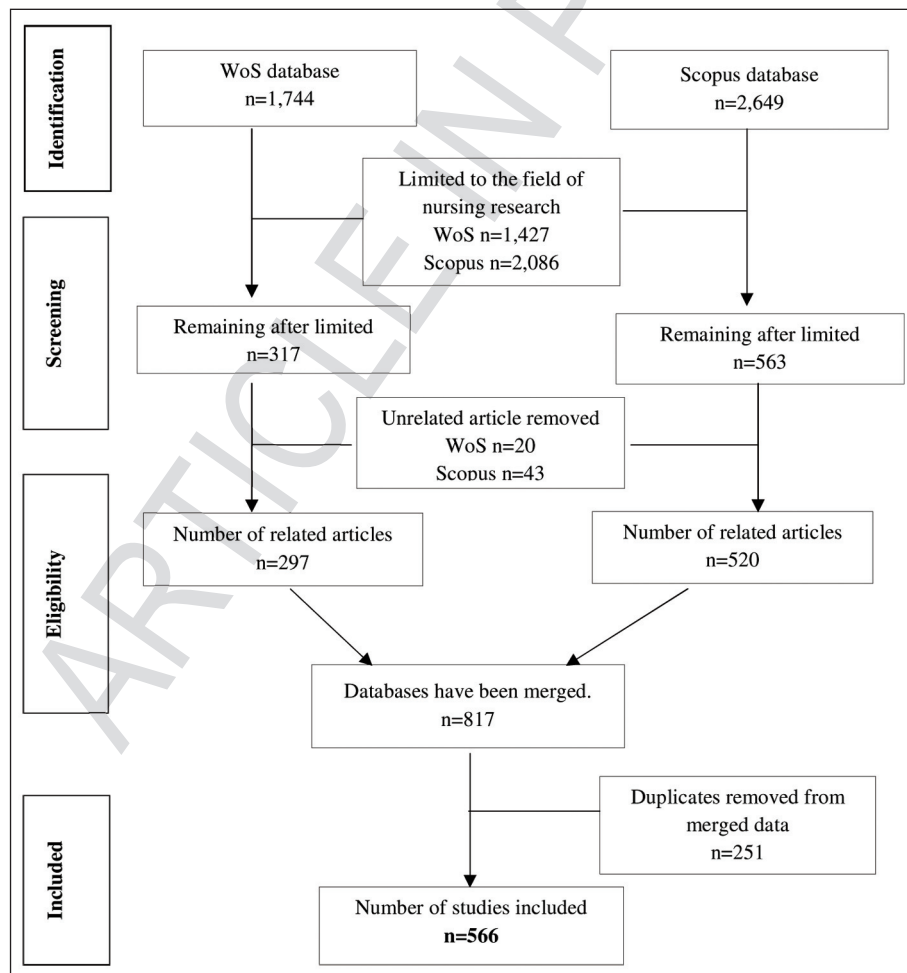 Identification
WoS database
n=1,744
Scopus database
n=2,649
Limited to the field of
nursing research
WoS n=1,427
Scopus n=2,086
Screening
Remaining after limited
n=317
Remaining after limited
n=563
Unrelated article removed
WoS n=20
Scopus n=43
Eligibility
Number of related articles
n=297
Number of related articles
n=520
Databases have been merged.
n=817
Duplicates removed from
merged data
n=251
Included
Number of studies included
n=566
ARTICLE IN P